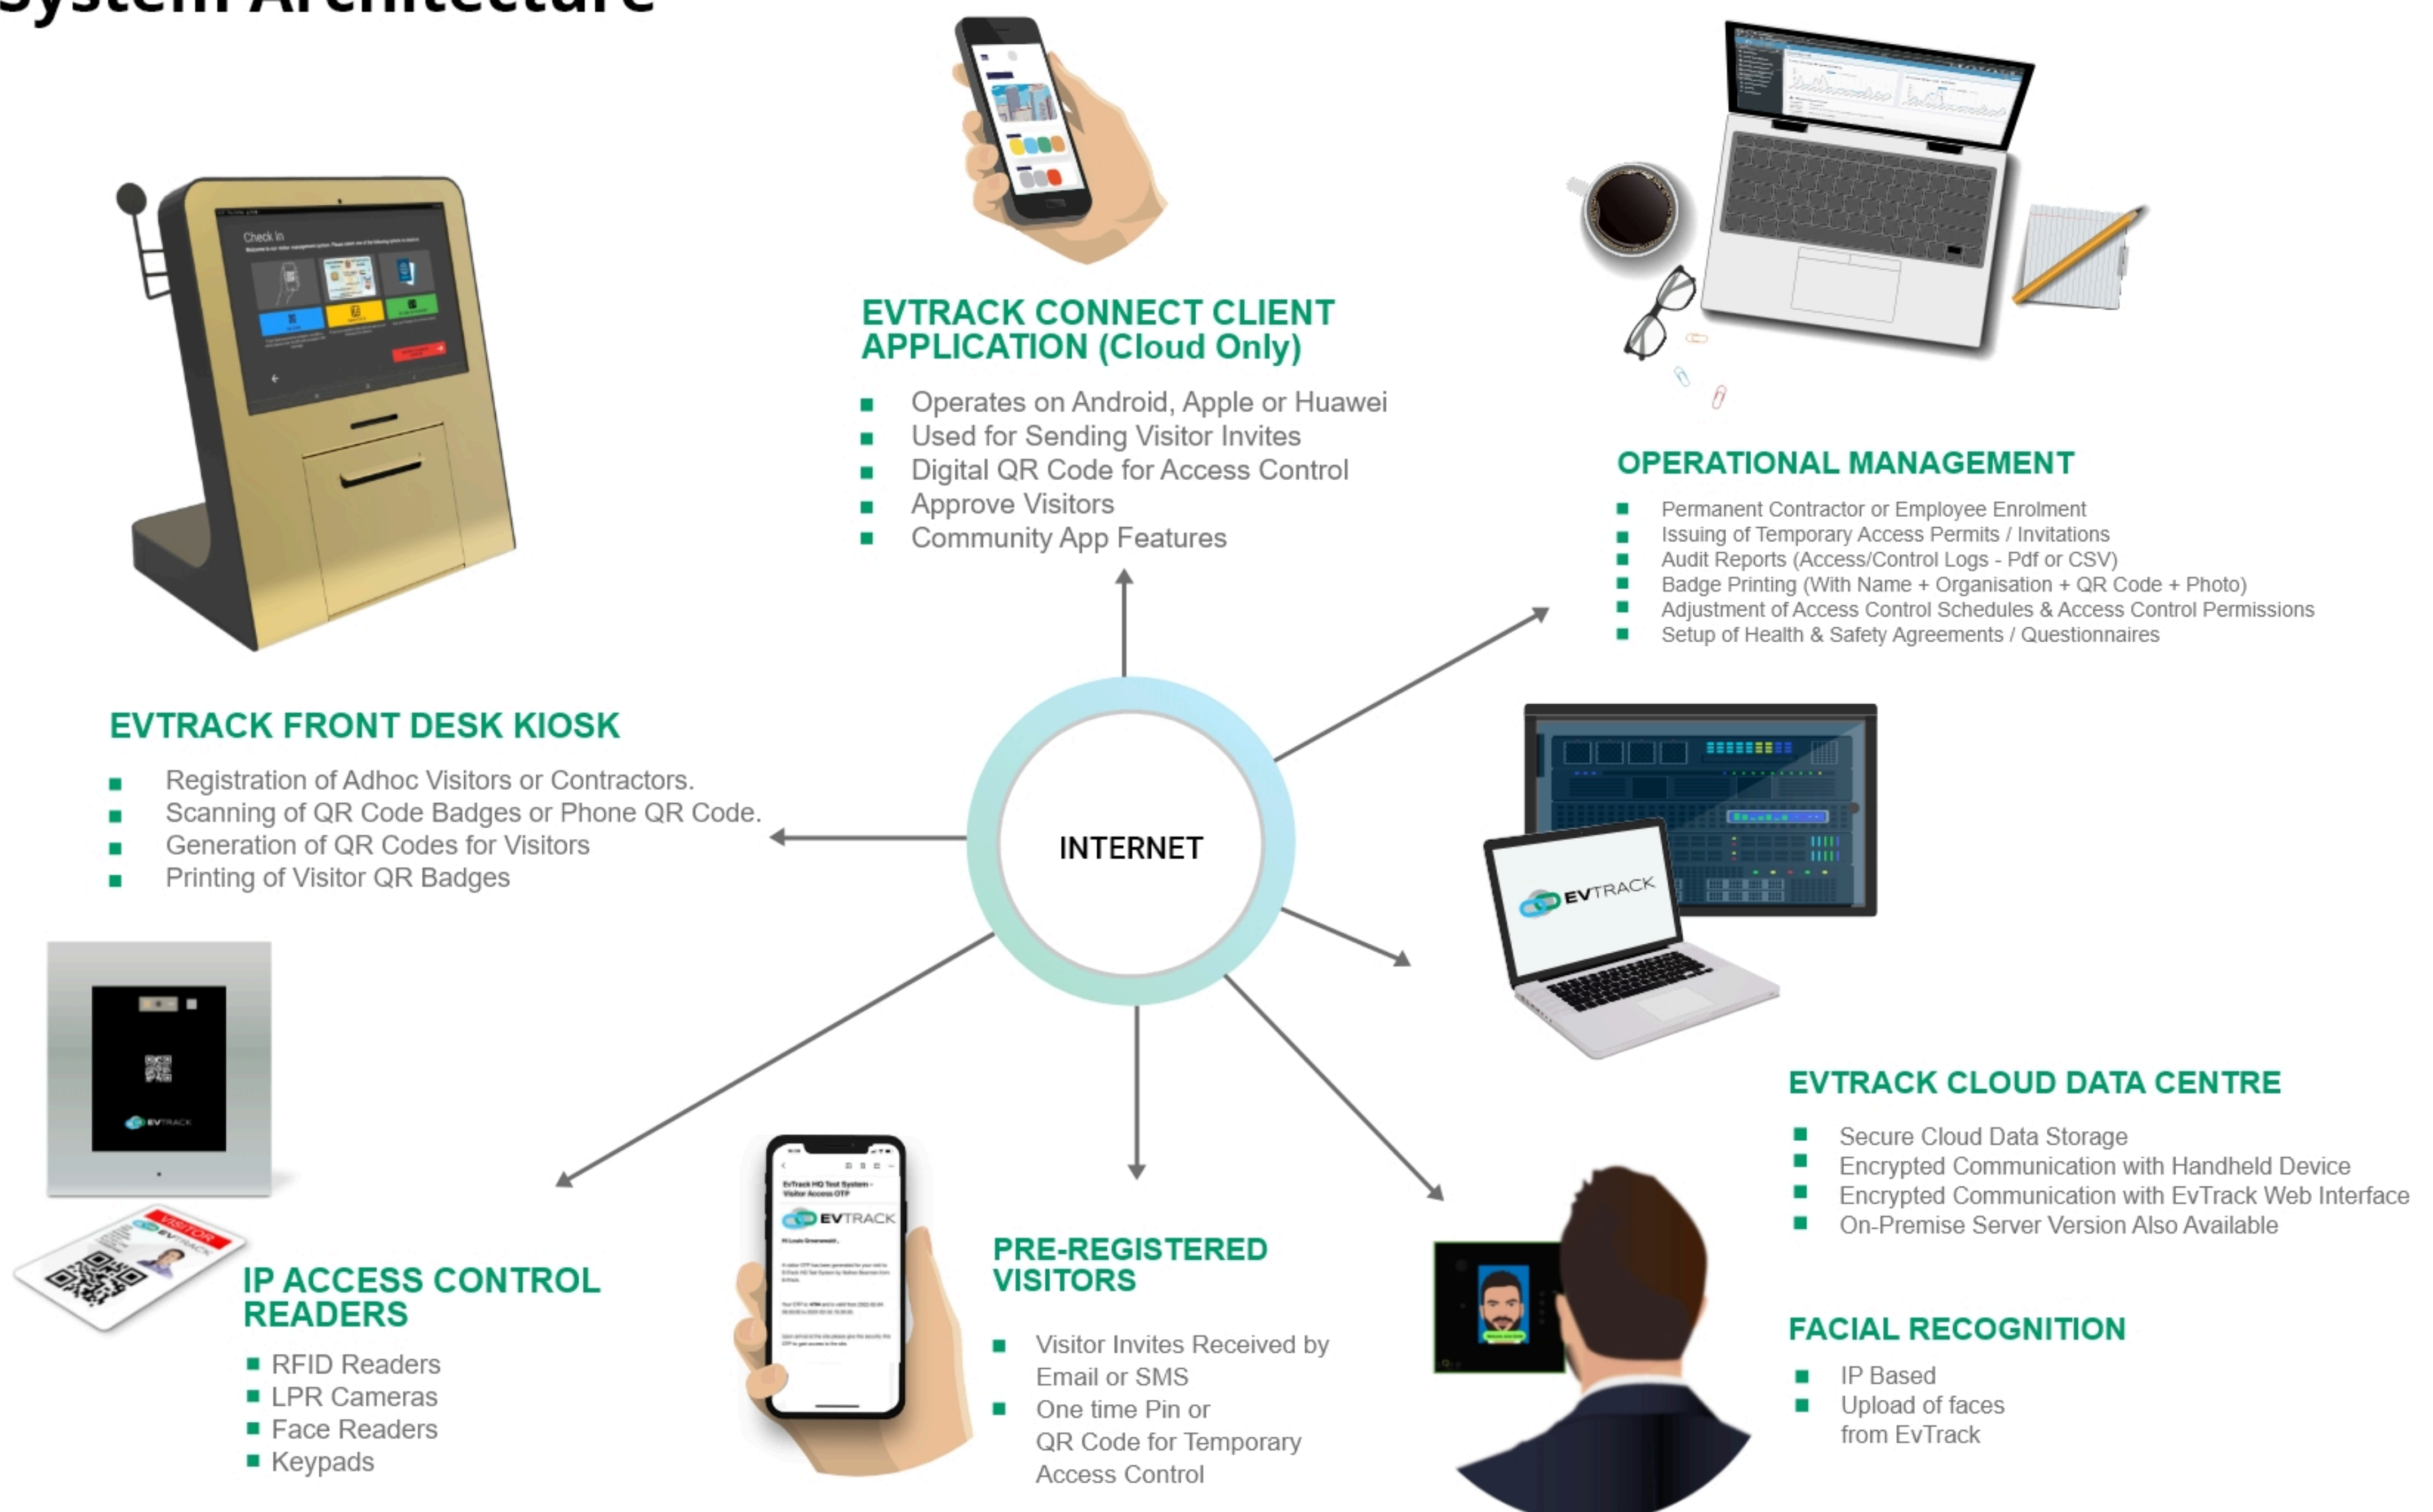 System Architecture
Check in
EVTRACK CONNECT CLIENT
APPLICATION (Cloud Only)
Operates on Android, Apple or Huawei
Used for Sending Visitor Invites
Digital QR Code for Access Control
Approve Visitors
Community App Features
OPERATIONAL MANAGEMENT
Permanent Contractor or Employee Enrolment
Issuing of Temporary Access Permits / Invitations
Audit Reports (Access/Control Logs - Pdf or CSV)
Badge Printing (With Name + Organisation + QR Code + Photo)
Adjustment of Access Control Schedules & Access Control Permissions
Setup of Health & Safety Agreements / Questionnaires
EVTRACK FRONT DESK KIOSK
Registration of Adhoc Visitors or Contractors.
Scanning of QR Code Badges or Phone QR Code.
Generation of QR Codes for Visitors
Printing of Visitor QR Badges
INTERNET
EVTRACK
EVTRACK CLOUD DATA CENTRE
Secure Cloud Data Storage
Encrypted Communication with Handheld Device
Encrypted Communication with EvTrack Web Interface
On-Premise Server Version Also Available
EVTRACK
VISITOR
EVTRACK
IP ACCESS CONTROL
READERS
RFID Readers
LPR Cameras
Face Readers
Keypads
EvTrack HQ Test System -
Visitor Access OTP
EVTRACK
PRE-REGISTERED
VISITORS
Visitor Invites Received by
Email or SMS
One time Pin or
QR Code for Temporary
Access Control
FACIAL RECOGNITION
IP Based
Upload of faces
from EvTrack